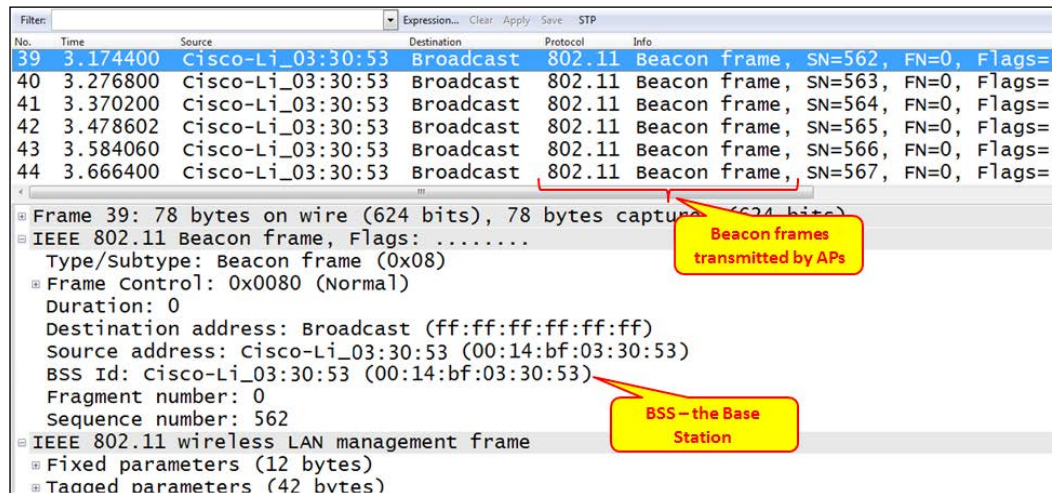 Filter: Expression... Clear Apply Save STP
No. Time Source Destination Protocol Info
39 3.174400 Cisco-Li_03:30:53 Broadcast 802.11 Beacon frame, SN=562, FN=0, Flags=
40 3.276800 Cisco-Li_03:30:53 Broadcast 802.11 Beacon frame, SN=563, FN=0, Flags=
41 3.370200 Cisco-Li_03:30:53 Broadcast 802.11 Beacon frame, SN=564, FN=0, Flags=
42 3.478602 Cisco-Li_03:30:53 Broadcast 802.11 Beacon frame, SN=565, FN=0, Flags=
43 3.584060 Cisco-Li_03:30:53 Broadcast 802.11 Beacon frame, SN=566, FN=0, Flags=
44 3.666400 Cisco-Li_03:30:53 Broadcast 802.11 Beacon frame, SN=567, FN=0, Flags=
Frame 39: 78 bytes on wire (624 bits), 78 bytes captured (624 bits)
Beacon frames
transmitted by APs
IEEE 802.11 Beacon frame, Flags: ........
Type/Subtype: Beacon frame (0x08)
Frame Control: 0x0080 (Normal)
Duration: 0
Destination address: Broadcast (ff:ff:ff:ff:ff:ff)
Source address: Cisco-Li_03:30:53 (00:14:bf:03:30:53)
BSS Id: Cisco-Li_03:30:53 (00:14:bf:03:30:53)
BSS – the Base
Station
Fragment number: 0
Sequence number: 562
IEEE 802.11 wireless LAN management frame
Fixed parameters (12 bytes)
Tagged parameters (42 bytes)